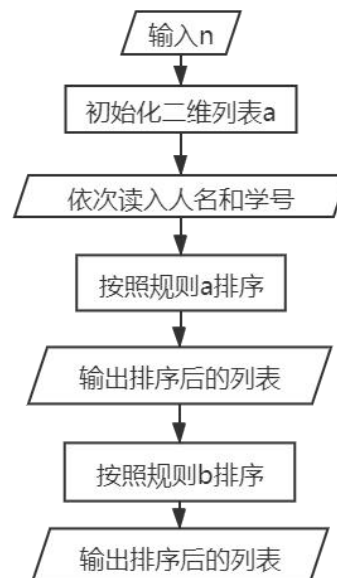 输入n
初始化二维列表a
依次读入人名和学号
按照规则a排序
输出排序后的列表
按照规则b排序
输出排序后的列表